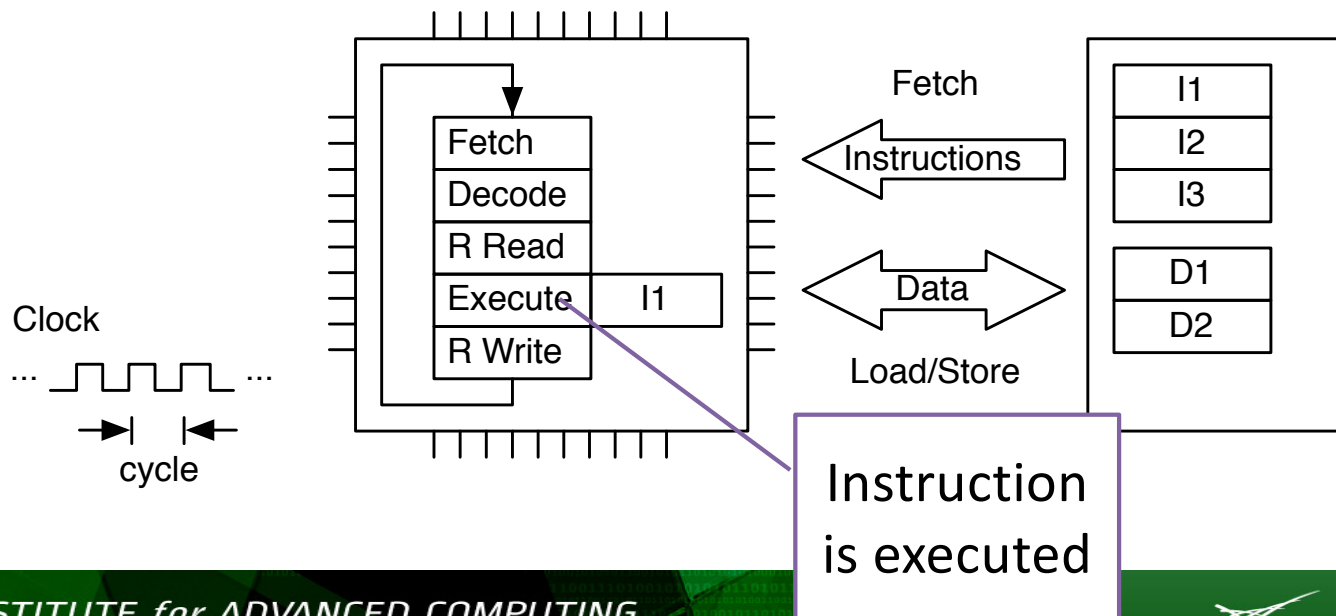 Fetch
Decode
R Read
Execute
I1
R Write
Clock
... ...
cycle
Fetch
Instructions
Data
Load/Store
I1
I2
I3
D1
D2
Instruction
is executed
STITUTE for ADVANCED COMPUTING